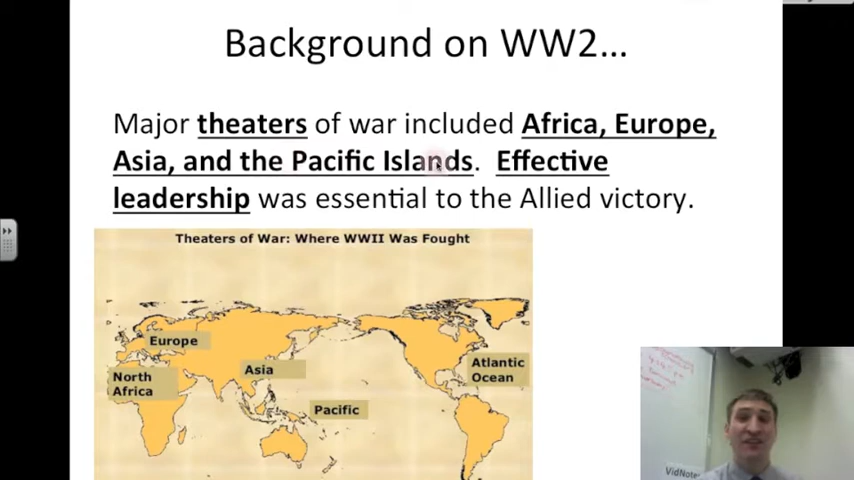 Background on WW2...
Major theaters of war included Africa, Europe,
Asia, and the Pacific Islands. Effective
leadership was essential to the Allied victory.
Theaters of War: Where WWII Was Fought
Europe
Asia
North
Africa
Pacific
Atlantic
Ocean